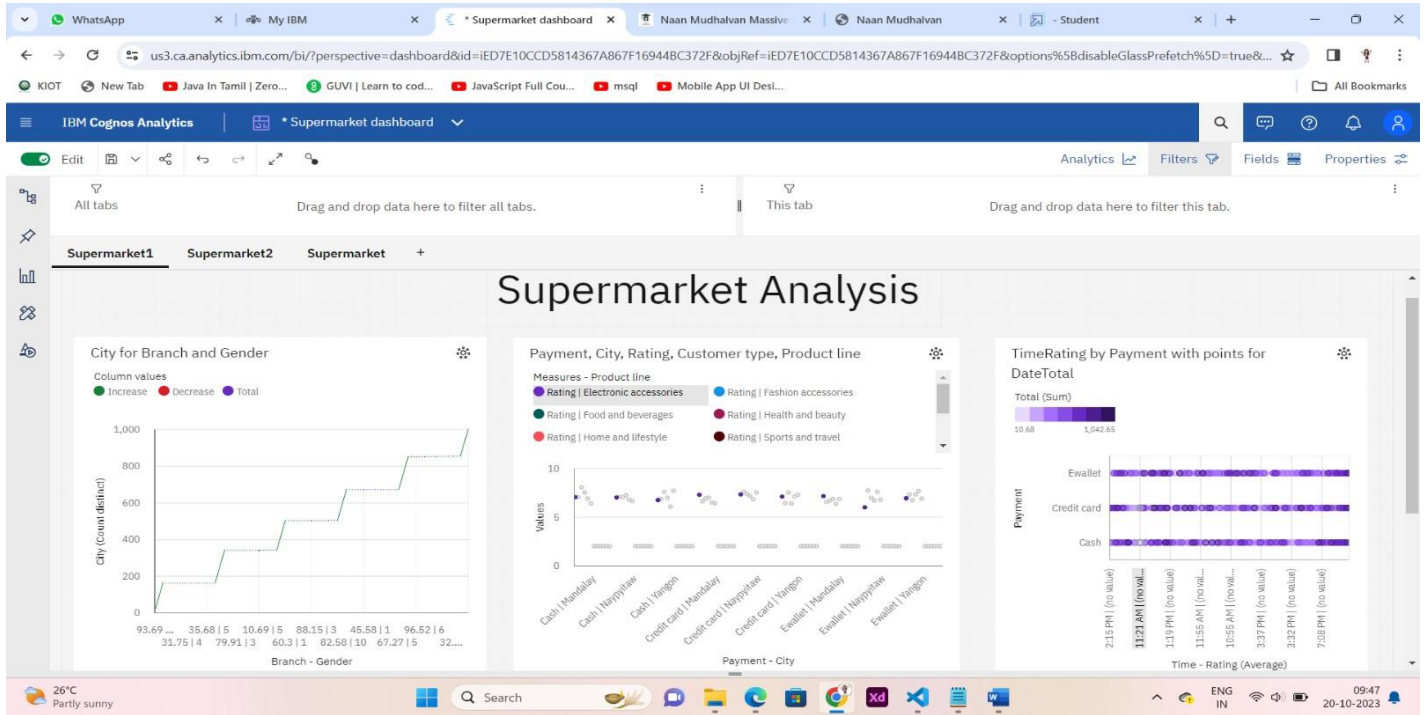 WhatsApp
My IBM
* Supermarket dashboard
Naan Mudhalvan Massive
Naan Mudhalvan
- Student
us3.ca.analytics.ibm.com/bi/?perspective=dashboard&id=iED7E10CCD5814367A867F16944BC372F&objRef=iED7E10CCD5814367A867F16944BC372F&options%5BdisableGlassPrefetch%5D=true&...
KIOT
New Tab
Java In Tamil | Zero...
GUVI | Learn to cod...
JavaScript Full Cou...
msql
Mobile App UI Desi...
All Bookmarks
IBM Cognos Analytics
* Supermarket dashboard
Edit
Analytics
Filters
Fields
Properties
All tabs
Drag and drop data here to filter all tabs.
This tab
Drag and drop data here to filter this tab.
Supermarket1
Supermarket2
Supermarket
+
Supermarket Analysis
City for Branch and Gender
Column values
Increase
Decrease
Total
City (Count distinct)
1,000
800
600
400
200
0
93.69 ...
35.68 | 5
10.69 | 5
88.15 | 3
45.58 | 1
96.52 | 6
31.75 | 4
79.91 | 3
60.3 | 1
82.58 | 10
67.27 | 5
32....
Branch - Gender
Payment, City, Rating, Customer type, Product line
Measures - Product line
Rating | Electronic accessories
Rating | Fashion accessories
Rating | Food and beverages
Rating | Health and beauty
Rating | Home and lifestyle
Rating | Sports and travel
Values
10
5
0
Cash | Mandalay
Cash | Naypyitaw
Cash | Yangon
Credit card | Mandalay
Credit card | Naypyitaw
Credit card | Yangon
Ewallet | Mandalay
Ewallet | Naypyitaw
Ewallet | Yangon
Payment - City
TimeRating by Payment with points for
DateTotal
Total (Sum)
10.68
1,042.65
Payment
Ewallet
Credit card
Cash
2:15 PM | (no value)
11:21 AM | (no val...
1:19 PM | (no value)
11:55 AM | (no val...
10:55 AM | (no val...
3:37 PM | (no value)
3:32 PM | (no value)
7:08 PM | (no value)
Time - Rating (Average)
26°C
Partly sunny
Search
Xd
ENG
IN
09:47
20-10-2023